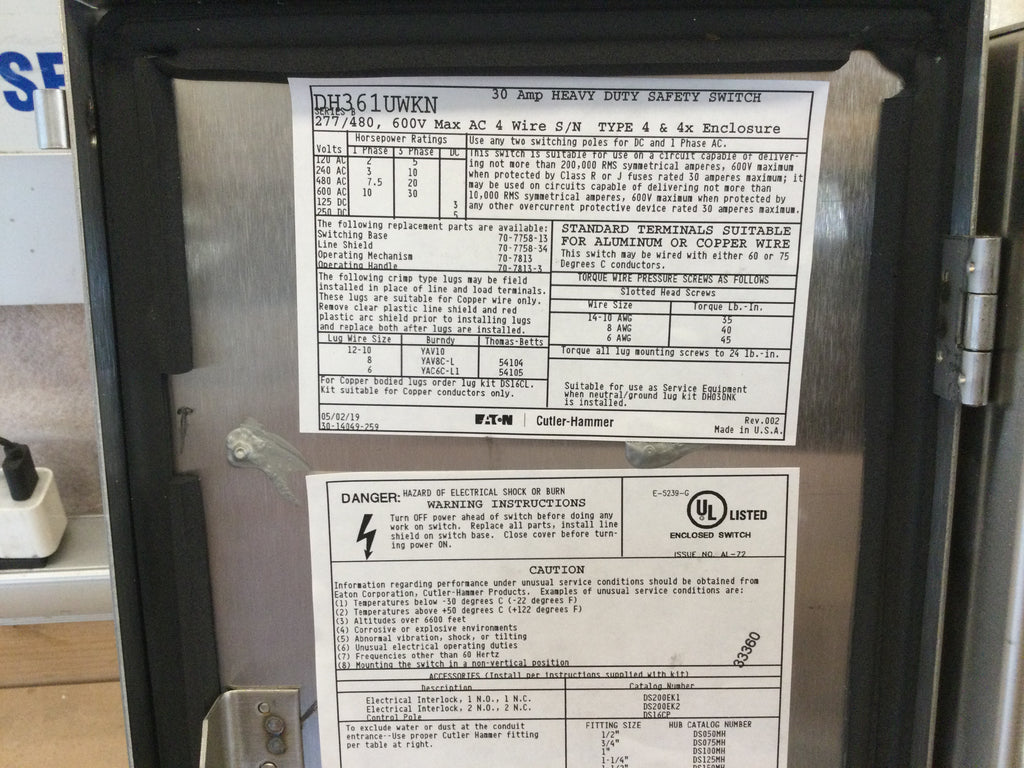 SE
DH361UWKN 30 Amp HEAVY DUTY SAFETY SWITCH
SERIES B
277/480, 600V Max AC 4 Wire S/N TYPE 4 & 4x Enclosure
Horsepower Ratings
Volts 1 Phase 3 Phase DC
120 AC 2 5
240 AC 3 10
480 AC 7.5 20
600 AC 10 30
125 DC 3
250 DC 5
Use any two switching poles for DC and 1 Phase AC.
This switch is suitable for use on a circuit capable of deliver-
ing not more than 200,000 RMS symmetrical amperes, 600V maximum
when protected by Class R or J fuses rated 30 amperes maximum; it
may be used on circuits capable of delivering not more than
10,000 RMS symmetrical amperes, 600V maximum when protected by
any other overcurrent protective device rated 30 amperes maximum.
The following replacement parts are available:
Switching Base 70-7758-13
Line Shield 70-7758-34
Operating Mechanism 70-7813
Operating Handle 70-7813-3
STANDARD TERMINALS SUITABLE
FOR ALUMINUM OR COPPER WIRE
This switch may be wired with either 60 or 75
Degrees C conductors.
The following crimp type lugs may be field
installed in place of line and load terminals.
These lugs are suitable for Copper wire only.
Remove clear plastic line shield and red
plastic arc shield prior to installing lugs
and replace both after lugs are installed.
Lug Wire Size Burndy Thomas-Betts
12-10 YAV10
8 YAV8C-L 54104
6 YAC6C-L1 54105
For Copper bodied lugs order lug kit DS16CL.
Kit suitable for Copper conductors only.
TORQUE WIRE PRESSURE SCREWS AS FOLLOWS
Slotted Head Screws
Wire Size Torque Lb.-In.
14-10 AWG 35
8 AWG 40
6 AWG 45
Torque all lug mounting screws to 24 lb.-in.
Suitable for use as Service Equipment
when neutral/ground lug kit DH030NK
is installed.
05/02/19
30-14049-259
EATON | Cutler-Hammer
Rev.002
Made in U.S.A.
DANGER: HAZARD OF ELECTRICAL SHOCK OR BURN
WARNING INSTRUCTIONS
Turn OFF power ahead of switch before doing any
work on switch. Replace all parts, install line
shield on switch base. Close cover before turn-
ing power ON.
E-5239-G
UL LISTED
ENCLOSED SWITCH
ISSUE NO. AL-72
CAUTION
Information regarding performance under unusual service conditions should be obtained from
Eaton Corporation, Cutler-Hammer Products. Examples of unusual service conditions are:
(1) Temperatures below -30 degrees C (-22 degrees F)
(2) Temperatures above +50 degrees C (+122 degrees F)
(3) Altitudes over 6600 feet
(4) Corrosive or explosive environments
(5) Abnormal vibration, shock, or tilting
(6) Unusual electrical operating duties
(7) Frequencies other than 60 Hertz
(8) Mounting the switch in a non-vertical position
33360
ACCESSORIES (Install per instructions supplied with kit)
Description Catalog Number
Electrical Interlock, 1 N.O., 1 N.C. DS200EK1
Electrical Interlock, 2 N.O., 2 N.C. DS200EK2
Control Pole DS16CP
To exclude water or dust at the conduit
entrance--Use proper Cutler Hammer fitting
per table at right.
FITTING SIZE HUB CATALOG NUMBER
1/2" DS050MH
3/4" DS075MH
1" DS100MH
1-1/4" DS125MH
1-1/2" DS150MH